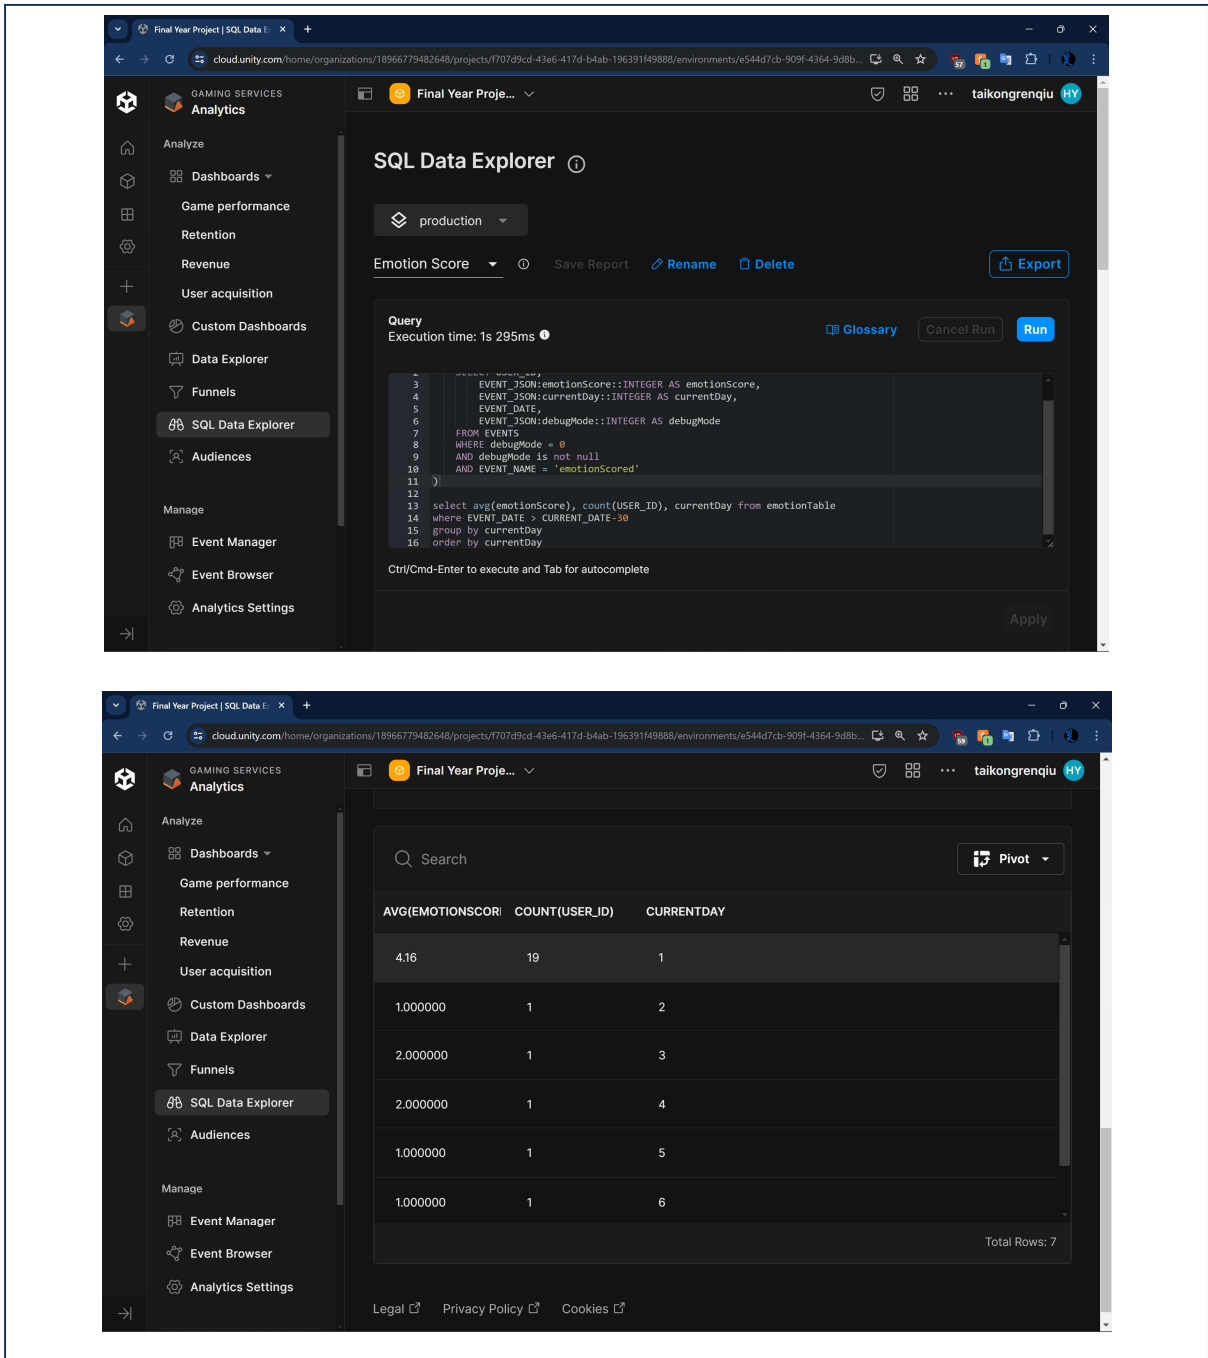 Final Year Project | SQL Data E
cloud.unity.com/home/organizations/18966779482648/projects/f707d9cd-43e6-417d-b4ab-196391f49888/environments/e544d7cb-909f-4364-9d8b...
57
1
GAMING SERVICES
Analytics
Final Year Proje...
taikongrenqiu HY
Analyze
Dashboards
Game performance
Retention
Revenue
User acquisition
Custom Dashboards
Data Explorer
Funnels
SQL Data Explorer
Audiences
Manage
Event Manager
Event Browser
Analytics Settings
SQL Data Explorer
production
Emotion Score Save Report Rename Delete Export
Query
Execution time: 1s 295ms
Glossary Cancel Run Run
2 SELECT USER_ID,
3 EVENT_JSON:emotionScore::INTEGER AS emotionScore,
4 EVENT_JSON:currentDay::INTEGER AS currentDay,
5 EVENT_DATE,
6 EVENT_JSON:debugMode::INTEGER AS debugMode
7 FROM EVENTS
8 WHERE debugMode = 0
9 AND debugMode is not null
10 AND EVENT_NAME = 'emotionScored'
11 )
12
13 select avg(emotionScore), count(USER_ID), currentDay from emotionTable
14 where EVENT_DATE > CURRENT_DATE-30
15 group by currentDay
16 order by currentDay
Ctrl/Cmd-Enter to execute and Tab for autocomplete
Apply
Final Year Project | SQL Data E
cloud.unity.com/home/organizations/18966779482648/projects/f707d9cd-43e6-417d-b4ab-196391f49888/environments/e544d7cb-909f-4364-9d8b...
59
1
GAMING SERVICES
Analytics
Final Year Proje...
taikongrenqiu HY
Analyze
Dashboards
Game performance
Retention
Revenue
User acquisition
Custom Dashboards
Data Explorer
Funnels
SQL Data Explorer
Audiences
Manage
Event Manager
Event Browser
Analytics Settings
Search
Pivot
AVG(EMOTIONSCOR COUNT(USER_ID) CURRENTDAY
4.16 19 1
1.000000 1 2
2.000000 1 3
2.000000 1 4
1.000000 1 5
1.000000 1 6
Total Rows: 7
Legal Privacy Policy Cookies